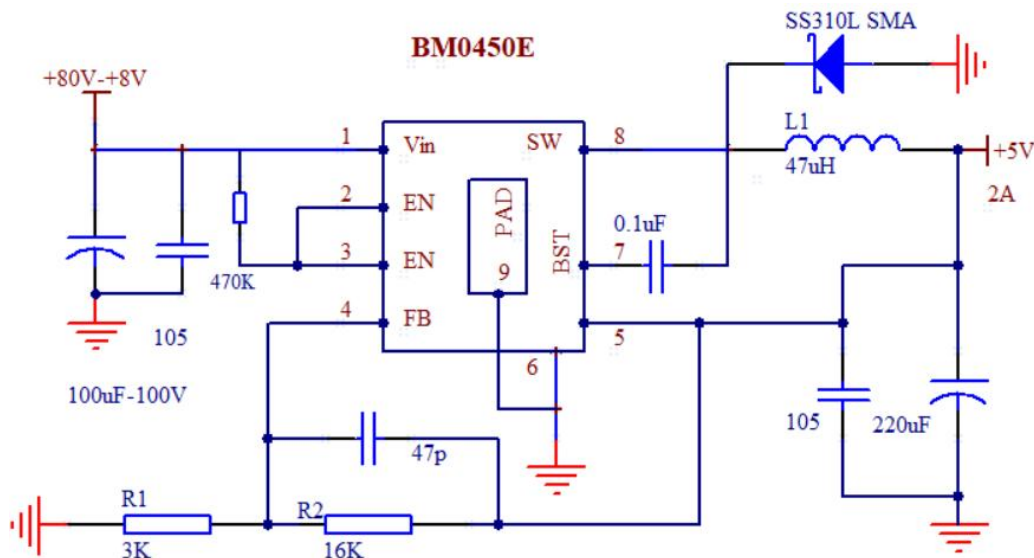 SS310L SMA
BM0450E
+80V-+8V
L1
1
Vin
SW
8
+5V
47uH
2
EN
PAD
2A
0.1uF
3
EN
9
BST
7
470K
4
FB
5
105
6
100uF-100V
105
220uF
47p
R1
R2
3K
16K